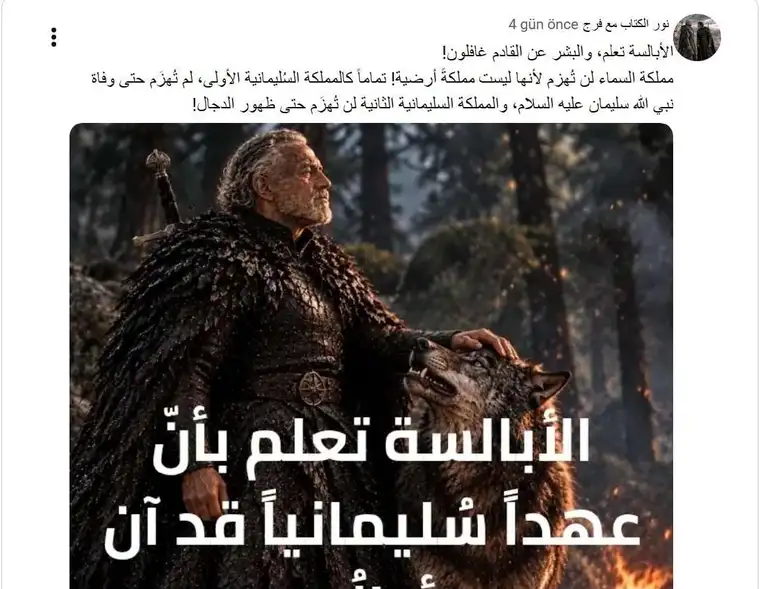 نور الكتاب مع فرج 4 gün önce
الأبالسة تعلم، والبشر عن القادم غافلون!
مملكة السماء لن تُهزم لأنها ليست مملكةً أرضية! تماماً كالمملكة السُليمانية الأولى، لم تُهزَم حتى وفاة
نبي الله سليمان عليه السلام، والمملكة السليمانية الثانية لن تُهزَم حتى ظهور الدجال!
الأبالسة تعلم بأنّ
عهداً سُليمانياً قد آن